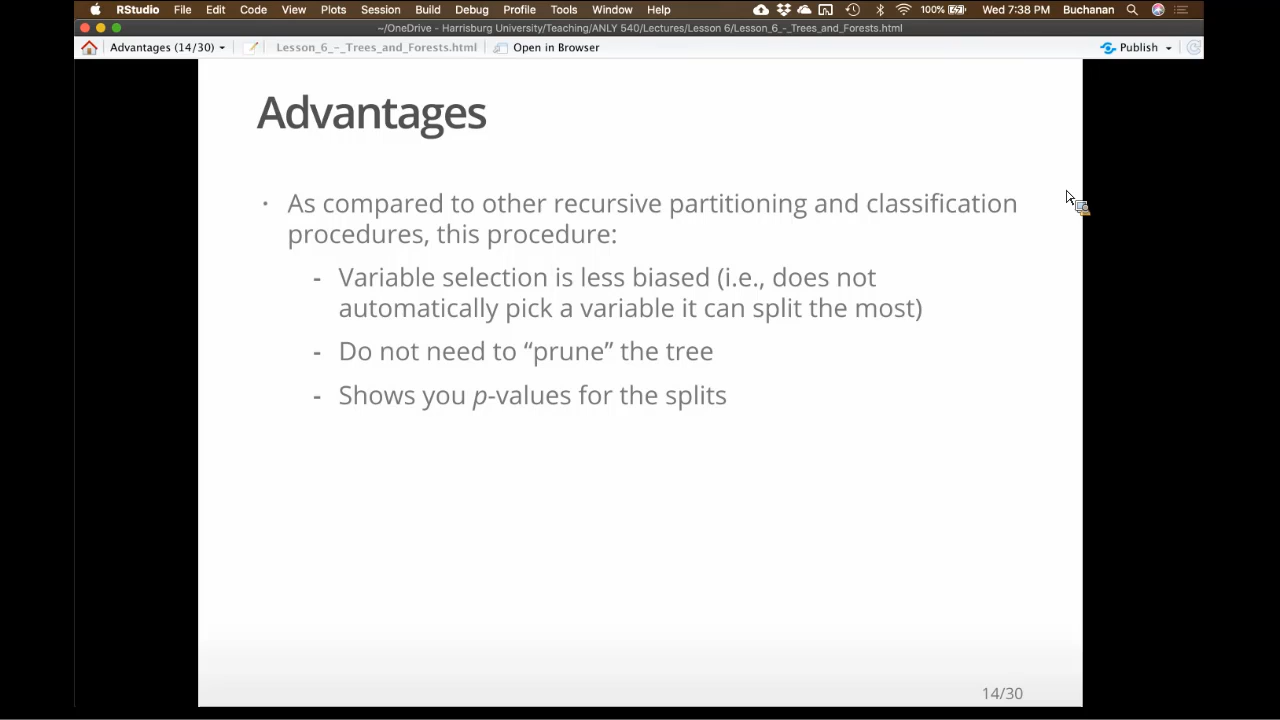 RStudio File Edit Code View Plots Session Build Debug Profile Tools Window Help 100% Wed 7:38 PM Buchanan
~/OneDrive - Harrisburg University/Teaching/ANLY 540/Lectures/Lesson 6/Lesson_6_-_Trees_and_Forests.html
Advantages (14/30) Lesson_6_-_Trees_and_Forests.html Open in Browser Publish
Advantages
• As compared to other recursive partitioning and classification
procedures, this procedure:
- Variable selection is less biased (i.e., does not
automatically pick a variable it can split the most)
- Do not need to “prune” the tree
- Shows you p-values for the splits
14/30